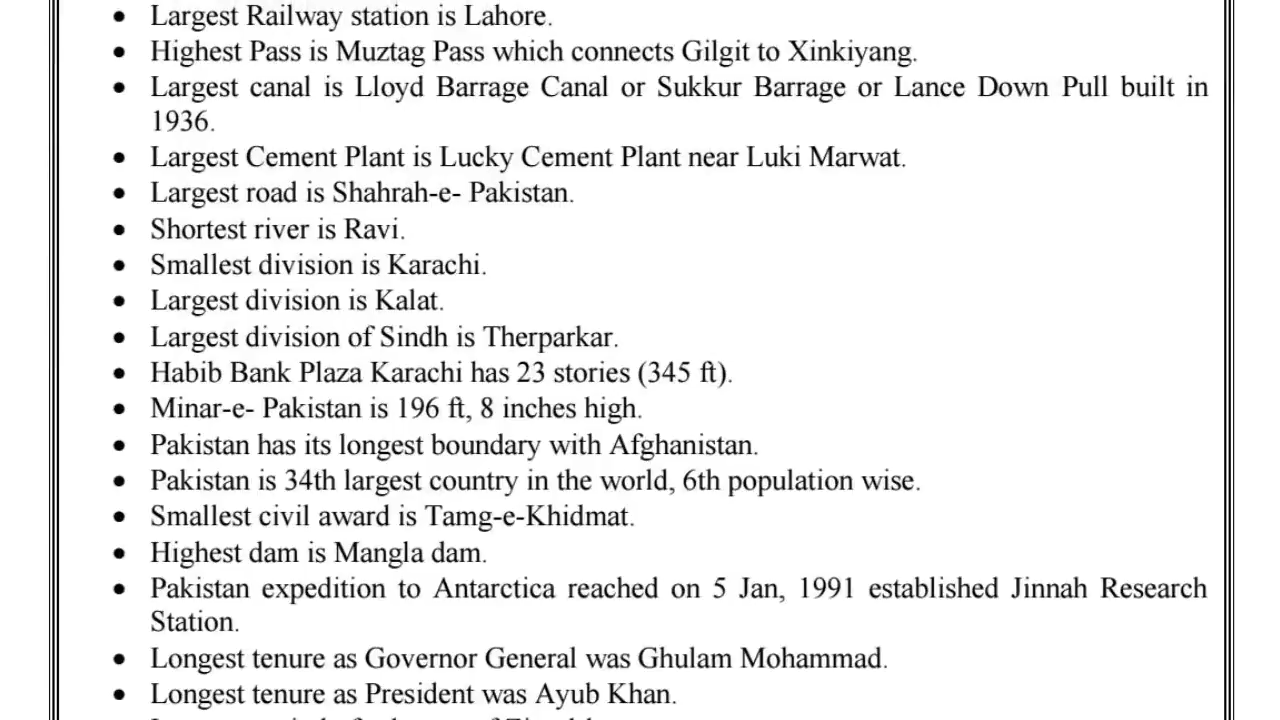 • Largest Railway station is Lahore.
• Highest Pass is Muztag Pass which connects Gilgit to Xinkiyang.
• Largest canal is Lloyd Barrage Canal or Sukkur Barrage or Lance Down Pull built in
1936.
• Largest Cement Plant is Lucky Cement Plant near Luki Marwat.
• Largest road is Shahrah-e- Pakistan.
• Shortest river is Ravi.
• Smallest division is Karachi.
• Largest division is Kalat.
• Largest division of Sindh is Therparkar.
• Habib Bank Plaza Karachi has 23 stories (345 ft).
• Minar-e- Pakistan is 196 ft, 8 inches high.
• Pakistan has its longest boundary with Afghanistan.
• Pakistan is 34th largest country in the world, 6th population wise.
• Smallest civil award is Tamg-e-Khidmat.
• Highest dam is Mangla dam.
• Pakistan expedition to Antarctica reached on 5 Jan, 1991 established Jinnah Research
Station.
• Longest tenure as Governor General was Ghulam Mohammad.
• Longest tenure as President was Ayub Khan.